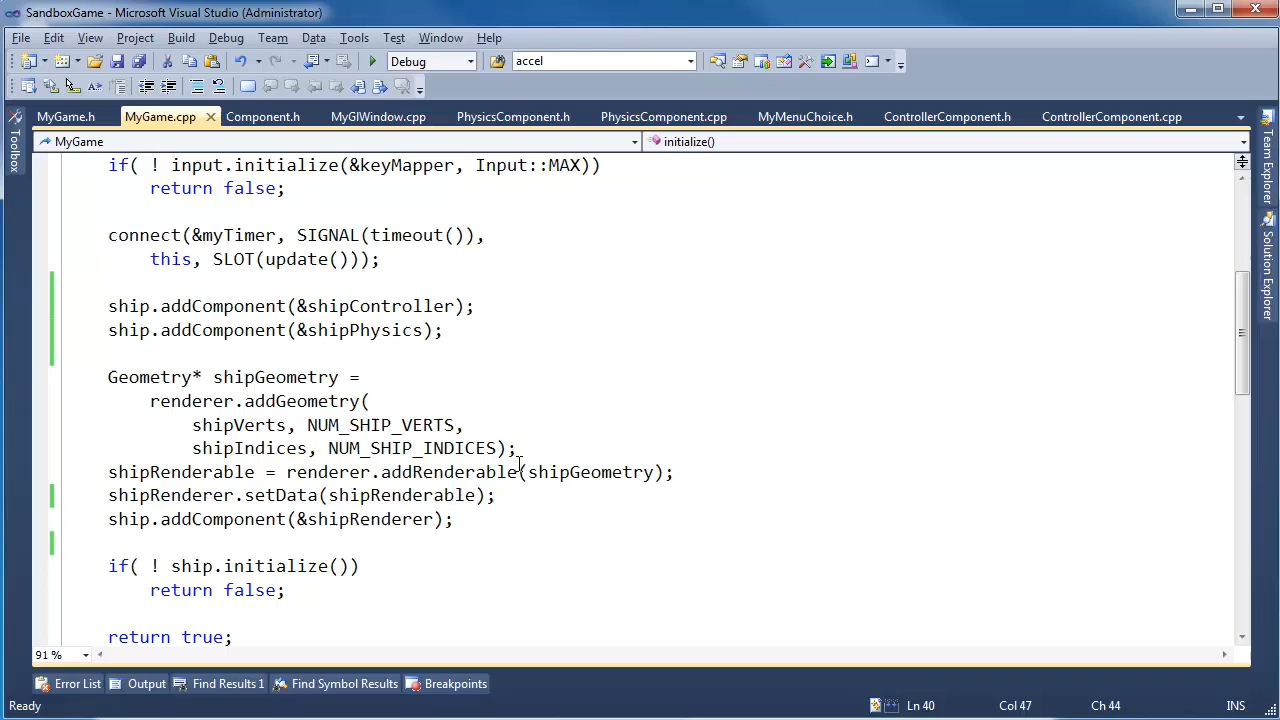 SandboxGame - Microsoft Visual Studio (Administrator)
File Edit View Project Build Debug Team Data Tools Test Window Help
Debug accel
MyGame.h MyGame.cpp Component.h MyGlWindow.cpp PhysicsComponent.h PhysicsComponent.cpp MyMenuChoice.h ControllerComponent.h ControllerComponent.cpp
MyGame initialize()
if( ! input.initialize(&keyMapper, Input::MAX))
return false;
connect(&myTimer, SIGNAL(timeout()),
this, SLOT(update()));
ship.addComponent(&shipController);
ship.addComponent(&shipPhysics);
Geometry* shipGeometry =
renderer.addGeometry(
shipVerts, NUM_SHIP_VERTS,
shipIndices, NUM_SHIP_INDICES);
shipRenderable = renderer.addRenderable(shipGeometry);
shipRenderer.setData(shipRenderable);
ship.addComponent(&shipRenderer);
if( ! ship.initialize())
return false;
return true;
91 %
Error List Output Find Results 1 Find Symbol Results Breakpoints
Ready Ln 40 Col 47 Ch 44 INS
Toolbox
Team Explorer
Solution Explorer